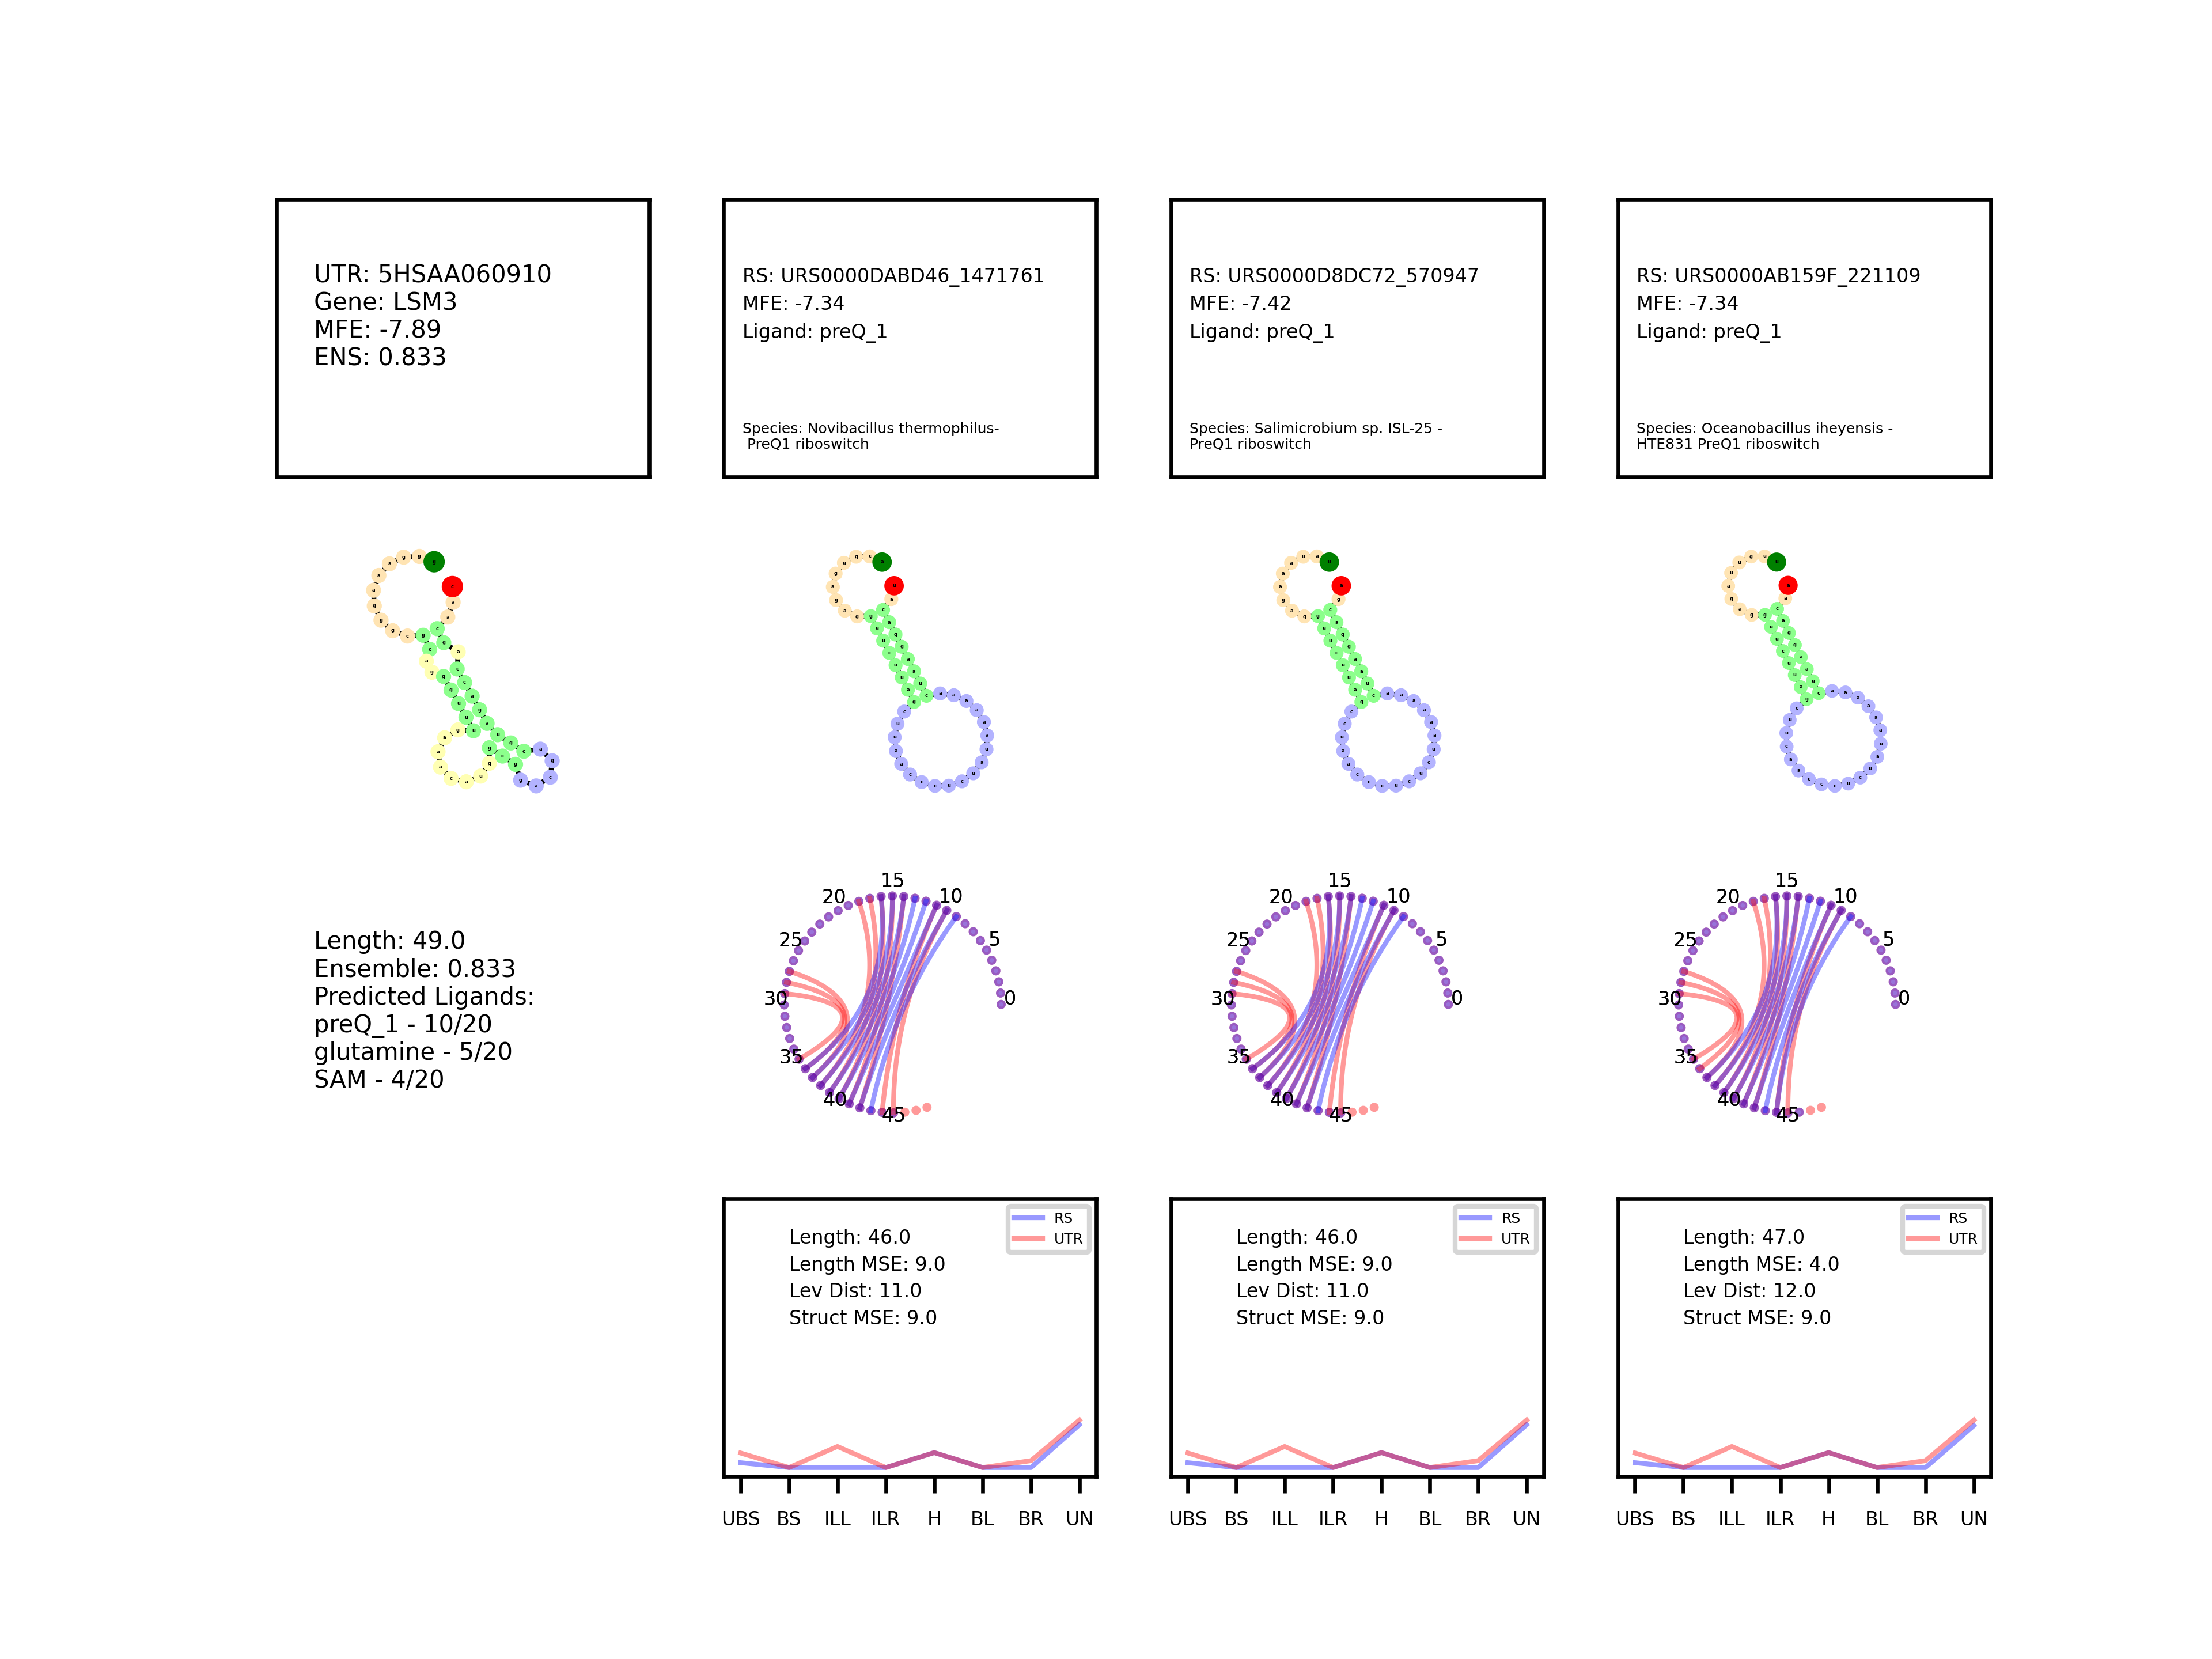 UTR: 5HSAA060910
Gene: LSM3
MFE: -7.89
ENS: 0.833
RS: URS0000DABD46_1471761
MFE: -7.34
Ligand: preQ_1
Species: Novibacillus thermophilus-
PreQ1 riboswitch
RS: URS0000D8DC72_570947
MFE: -7.42
Ligand: preQ_1
Species: Salimicrobium sp. ISL-25 -
PreQ1 riboswitch
RS: URS0000AB159F_221109
MFE: -7.34
Ligand: preQ_1
Species: Oceanobacillus iheyensis -
HTE831 PreQ1 riboswitch
Length: 49.0
Ensemble: 0.833
Predicted Ligands:
preQ_1 - 10/20
glutamine - 5/20
SAM - 4/20
0
5
10
15
20
25
30
35
40
45
0
5
10
15
20
25
30
35
40
45
0
5
10
15
20
25
30
35
40
45
RS
UTR
Length: 46.0
Length MSE: 9.0
Lev Dist: 11.0
Struct MSE: 9.0
UBS BS ILL ILR H BL BR UN
RS
UTR
Length: 46.0
Length MSE: 9.0
Lev Dist: 11.0
Struct MSE: 9.0
UBS BS ILL ILR H BL BR UN
RS
UTR
Length: 47.0
Length MSE: 4.0
Lev Dist: 12.0
Struct MSE: 9.0
UBS BS ILL ILR H BL BR UN